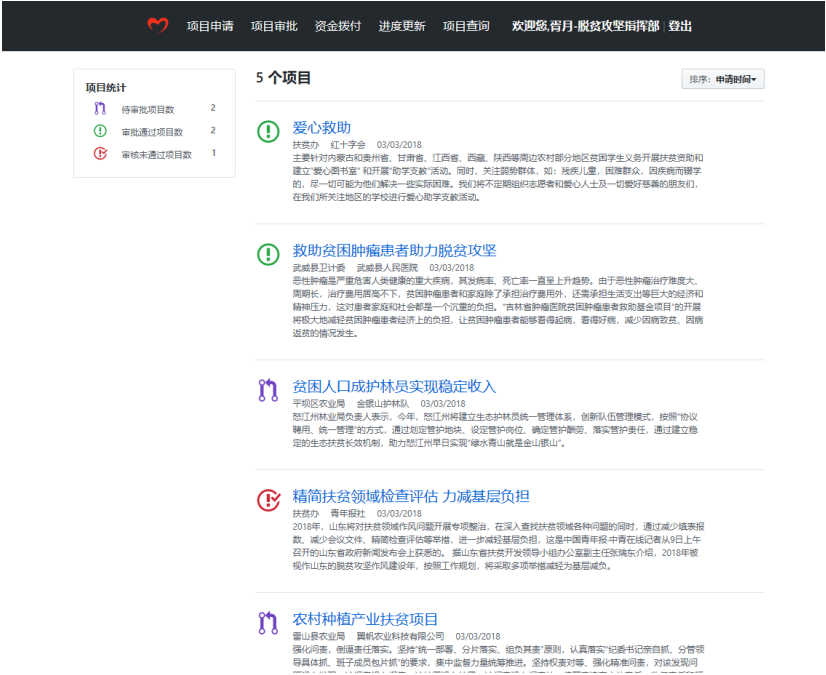 项目申请 项目审批 资金拨付 进度更新 项目查询 欢迎您,胥月-脱贫攻坚指挥部 | 登出
项目统计
待审批项目数 2
审批通过项目数 2
审核未通过项目数 1
5 个项目
排序: 申请时间
爱心救助
扶贫办 红十字会 03/03/2018
主要针对内蒙古和贵州省、甘肃省、江西省、西藏、陕西等周边农村部分地区贫困学生义务开展扶贫资助和
建立"爱心图书室" 和开展"助学支教"活动。同时，关注弱势群体，如：残疾儿童，困难群众，因疾病而辍学
的，尽一切可能为他们解决一些实际困难。我们将不定期组织志愿者和爱心人士及一切爱好慈善的朋友们，
在我们所关注地区的学校进行爱心助学支教活动。
救助贫困肿瘤患者助力脱贫攻坚
武威县卫计委 武威县人民医院 03/03/2018
恶性肿瘤是严重危害人类健康的重大疾病，其发病率、死亡率一直呈上升趋势。由于恶性肿瘤治疗难度大、
周期长，治疗费用居高不下，贫困肿瘤患者和家庭除了承担治疗费用外，还需承担生活支出等巨大的经济和
精神压力，这对患者家庭和社会都是一个沉重的负担。"吉林省肿瘤医院贫困肿瘤患者救助基金项目"的开展
将极大地减轻贫困肿瘤患者经济上的负担，让贫困肿瘤患者能够看得起病，看得好病，减少因病致贫、因病
返贫的情况发生。
贫困人口成护林员实现稳定收入
平坝区农业局 金银山护林队 03/03/2018
怒江州林业局负责人表示，今年，怒江州将建立生态护林员统一管理体系，创新队伍管理模式，按照"协议
聘用、统一管理"的方式，通过划定管护地块、设定管护岗位、确定管护酬劳、落实管护责任，通过建立稳
定的生态扶贫长效机制，助力怒江州早日实现"绿水青山就是金山银山"。
精简扶贫领域检查评估 力减基层负担
扶贫办 青年报社 03/03/2018
2018年，山东将对扶贫领域作风问题开展专项整治，在深入查找扶贫领域各种问题的同时，通过减少填表报
数、减少会议文件、精简检查评估等举措，进一步减轻基层负担，这是中国青年报·中青在线记者从9日上午
召开的山东省政府新闻发布会上获悉的。 据山东省扶贫开发领导小组办公室副主任张瑞东介绍，2018年被
视作山东的脱贫攻坚作风建设年，按照工作规划，将采取多项举措减轻为基层减负。
农村种植产业扶贫项目
雷山县农业局 翼帆农业科技有限公司 03/03/2018
强化问责，倒逼责任落实。坚持"统一部署、分片落实、组负其责"原则，认真落实"纪委书记亲自抓、分管领
导具体抓、班子成员包片抓"的要求，集中监督力量统筹推进。坚持权责对等、强化精准问责，对该发现问